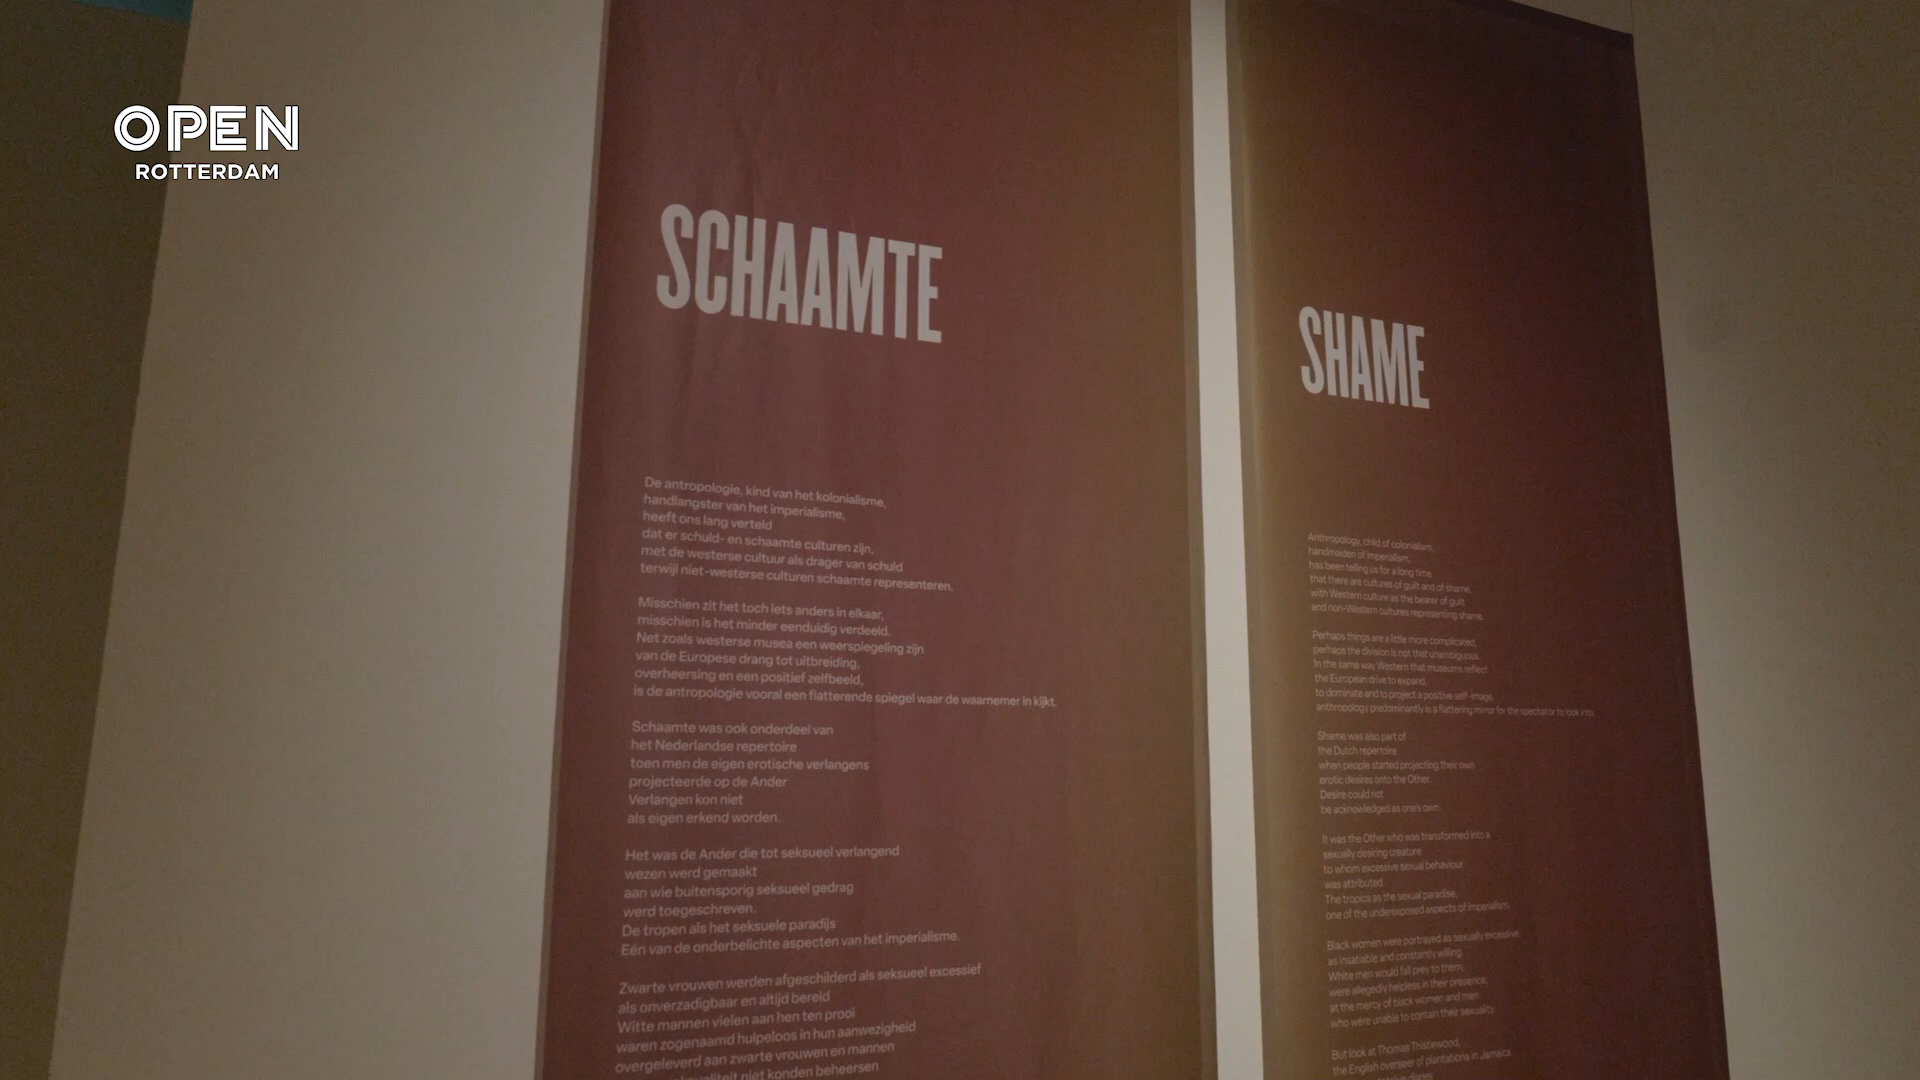 OPEN
ROTTERDAM
SCHAAMTE
De antropologie, kind van het kolonialisme,
handlangster van het imperialisme,
heeft ons lang verteld
dat er schuld- en schaamte culturen zijn,
met de westerse cultuur als drager van schuld
terwijl niet-westerse culturen schaamte representeren.
Misschien zit het toch iets anders in elkaar,
misschien is het minder eenduidig verdeeld.
Net zoals westerse musea een weerspiegeling zijn
van de Europese drang tot uitbreiding,
overheersing en een positief zelfbeeld,
is de antropologie vooral een flatterende spiegel waar de waarnemer in kijkt.
Schaamte was ook onderdeel van
het Nederlandse repertoire
toen men de eigen erotische verlangens
projecteerde op de Ander
Verlangen kon niet
als eigen erkend worden.
Het was de Ander die tot seksueel verlangend
wezen werd gemaakt
aan wie buitensporig seksueel gedrag
werd toegeschreven.
De tropen als het seksuele paradijs
Eén van de onderbelichte aspecten van het imperialisme.
Zwarte vrouwen werden afgeschilderd als seksueel excessief
als onverzadigbaar en altijd bereid
Witte mannen vielen aan hen ten prooi
waren zogenaamd hulpeloos in hun aanwezigheid
overgeleverd aan zwarte vrouwen en mannen
niet konden beheersen
SHAME
Anthropology, child of colonialism,
handmaiden of imperialism,
has been telling us for a long time
that there are cultures of guilt and of shame,
with Western culture as the bearer of guilt
and non-Western cultures representing shame.
Perhaps things are a little more complicated,
perhaps the division is not that unambiguous.
In the same way Western that museums reflect
the European drive to expand,
to dominate and to project a positive self-image,
anthropology predominantly is a flattering mirror for the spectator to look into.
Shame was also part of
the Dutch repertoire
when people started projecting their own
erotic desires onto the Other.
Desire could not
be acknowledged as one's own.
It was the Other who was transformed into a
sexually desiring creature
to whom excessive sexual behaviour
was attributed.
The tropics as the sexual paradise,
one of the underexposed aspects of imperialism.
Black women were portrayed as sexually excessive
as insatiable and constantly willing.
White men would fall prey to them,
were allegedly helpless in their presence,
at the mercy of black women and men
who were unable to contain their sexuality.
But look at Thomas Thistlewood,
the English overseer of plantations in Jamaica
diaries